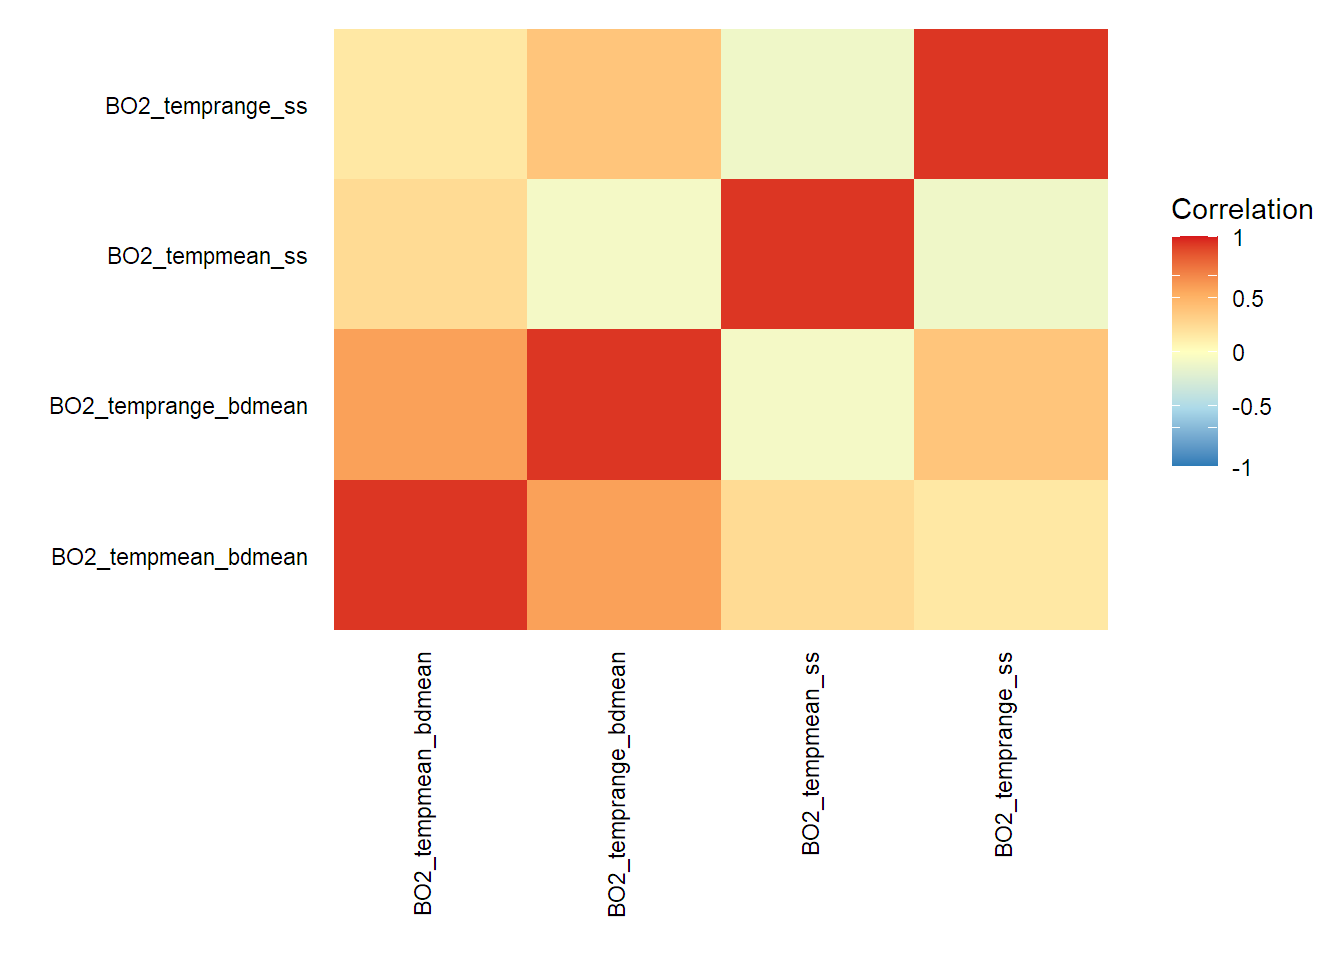 BO2_temprange_ss
BO2_tempmean_ss
BO2_temprange_bdmean
BO2_tempmean_bdmean
BO2_tempmean_bdmean
BO2_temprange_bdmean
BO2_tempmean_ss
BO2_temprange_ss
Correlation
1
0.5
0
-0.5
-1